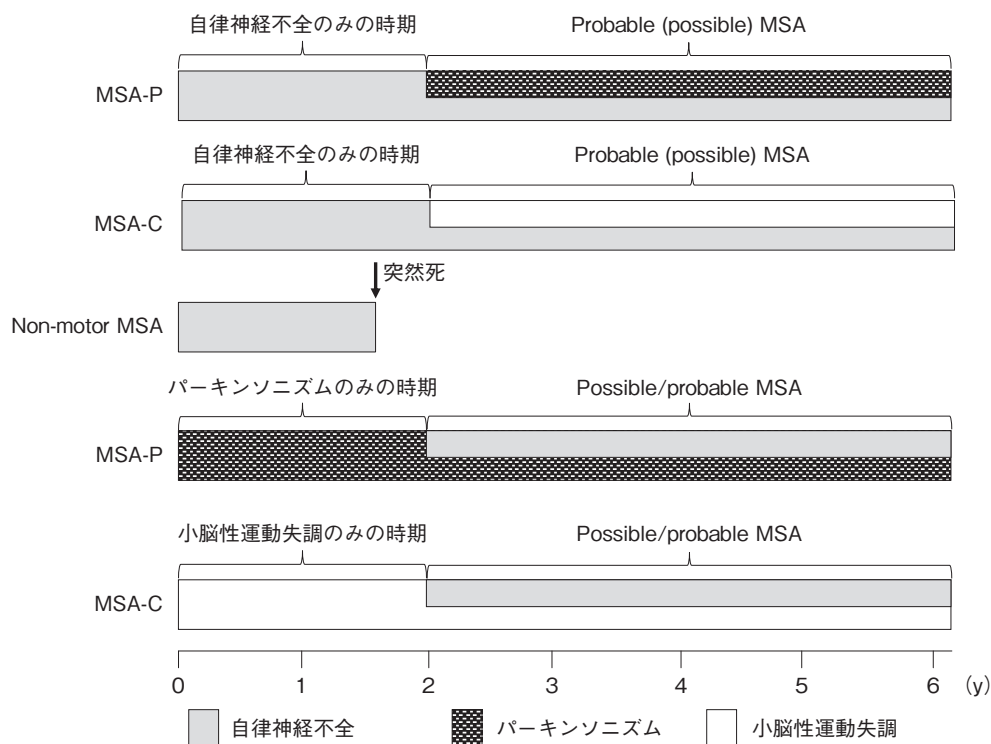 自律神経不全のみの時期 Probable (possible) MSA
MSA-P
自律神経不全のみの時期 Probable (possible) MSA
MSA-C
突然死
Non-motor MSA
パーキンソニズムのみの時期 Possible/probable MSA
MSA-P
小脳性運動失調のみの時期 Possible/probable MSA
MSA-C
0 1 2 3 4 5 6 (y)
自律神経不全 パーキンソニズム 小脳性運動失調